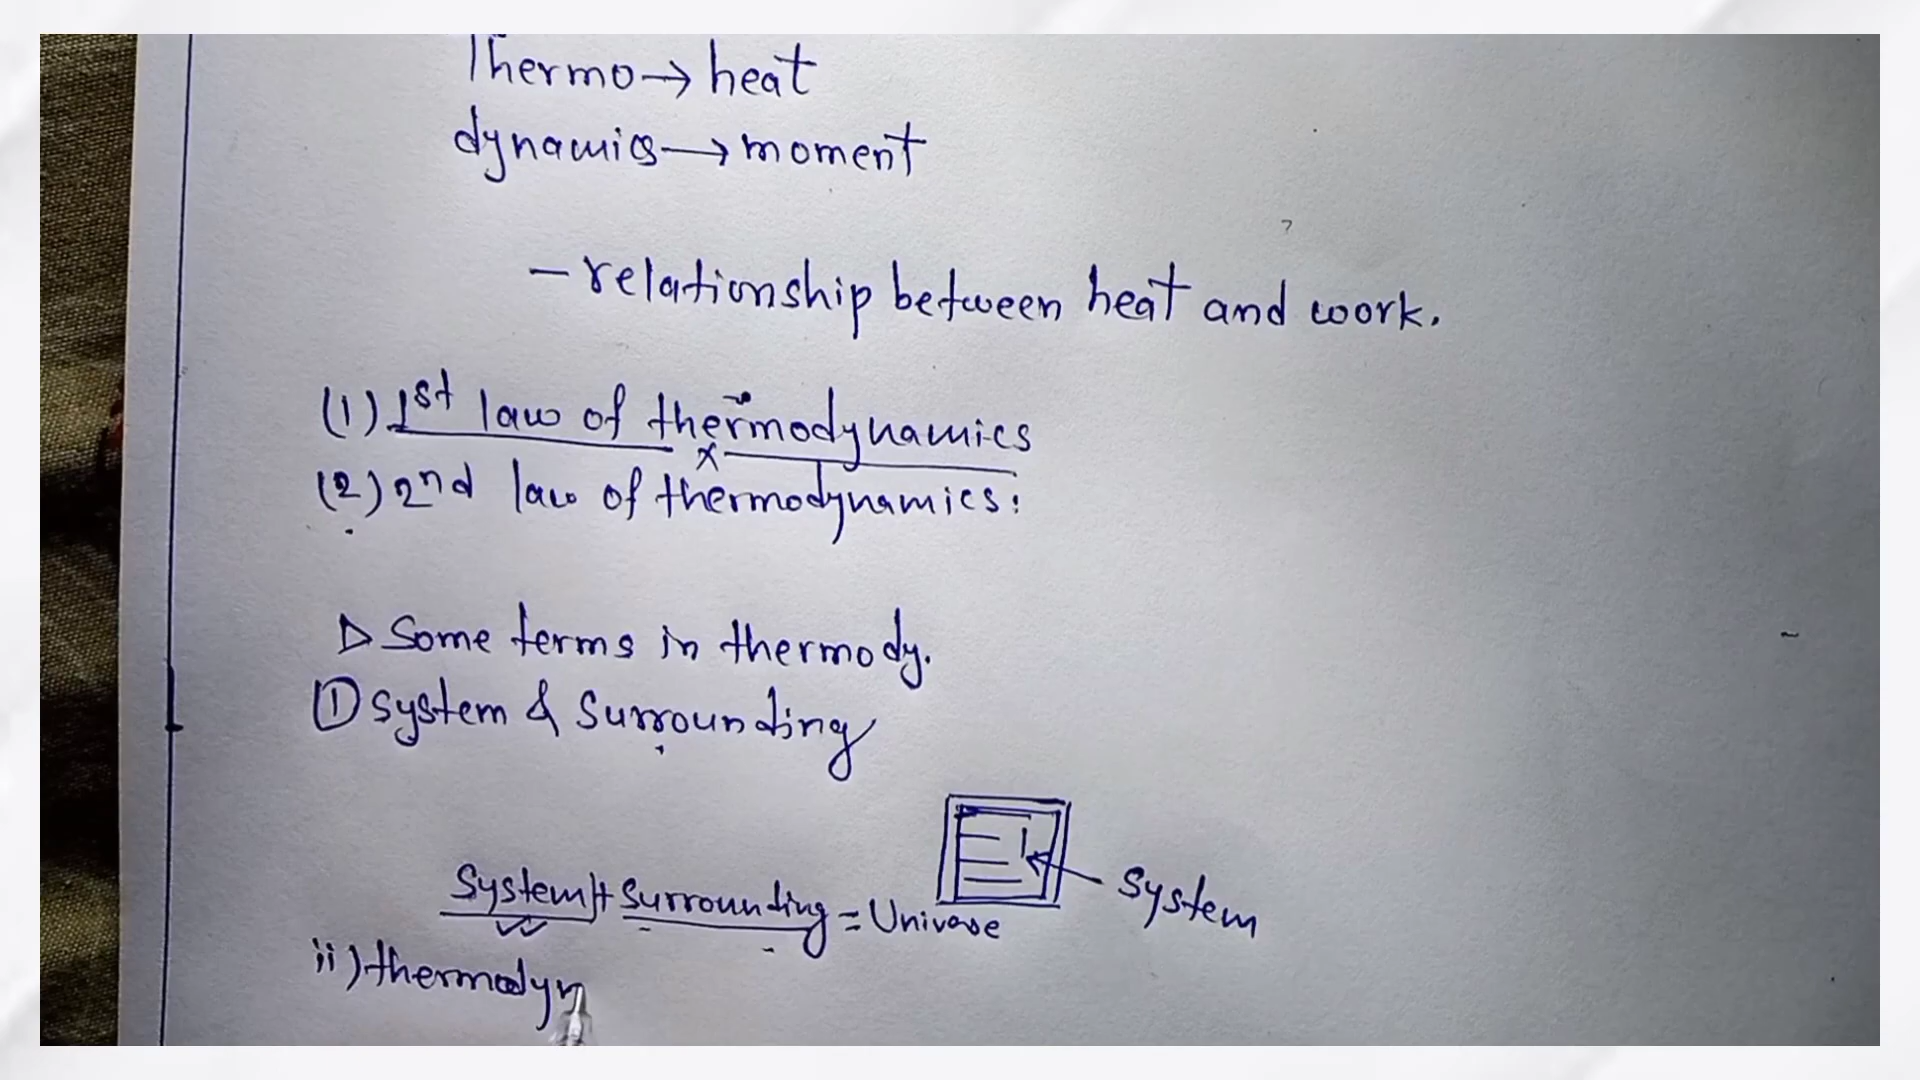 Thermo→heat
dynamics→moment
-relationship between heat and work.
(1) 1st law of thermodynamics
(2) 2nd law of thermodynamics:
▷ Some terms in thermody.
① System & Surrounding
System + Surrounding = Univase
System
ii) thermodyn